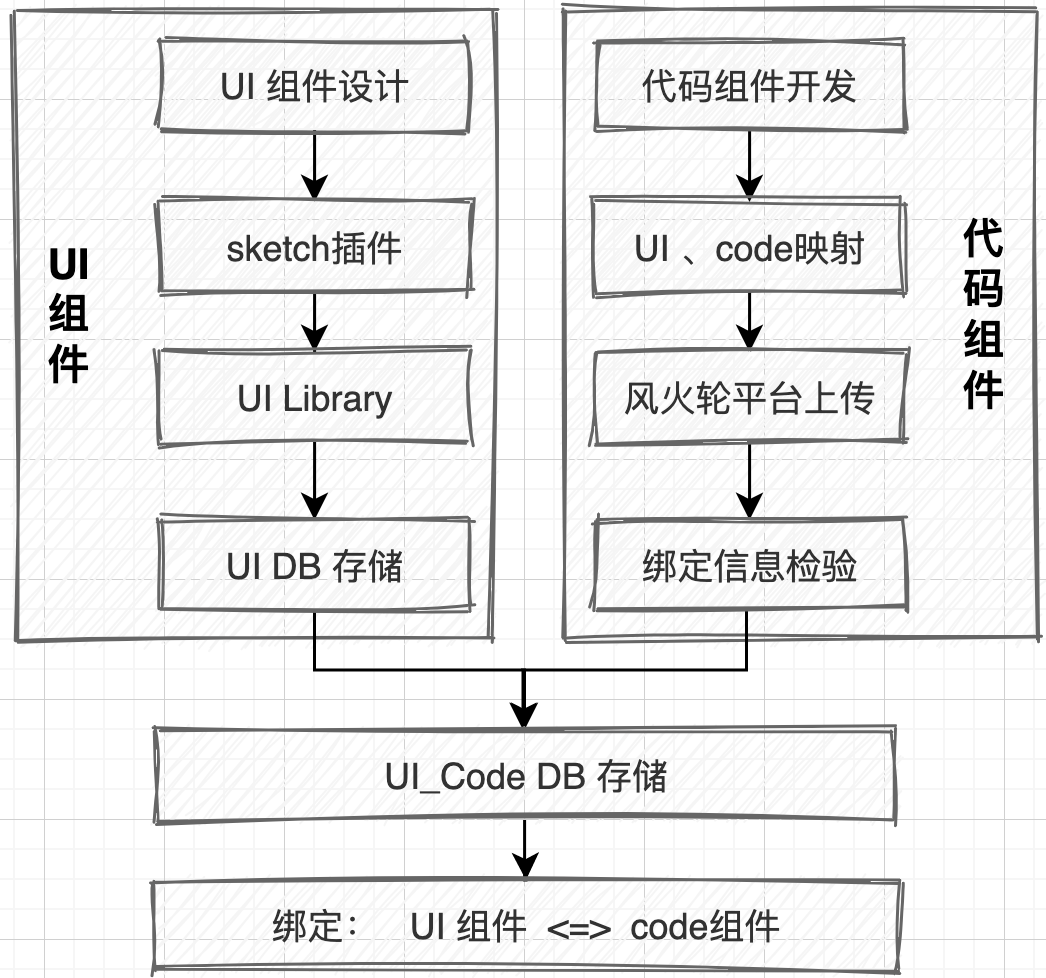 UI 组件
UI 组件设计
sketch插件
UI Library
UI DB 存储
代码组件
代码组件开发
UI 、code映射
风火轮平台上传
绑定信息检验
UI_Code DB 存储
绑定： UI 组件 <=> code组件